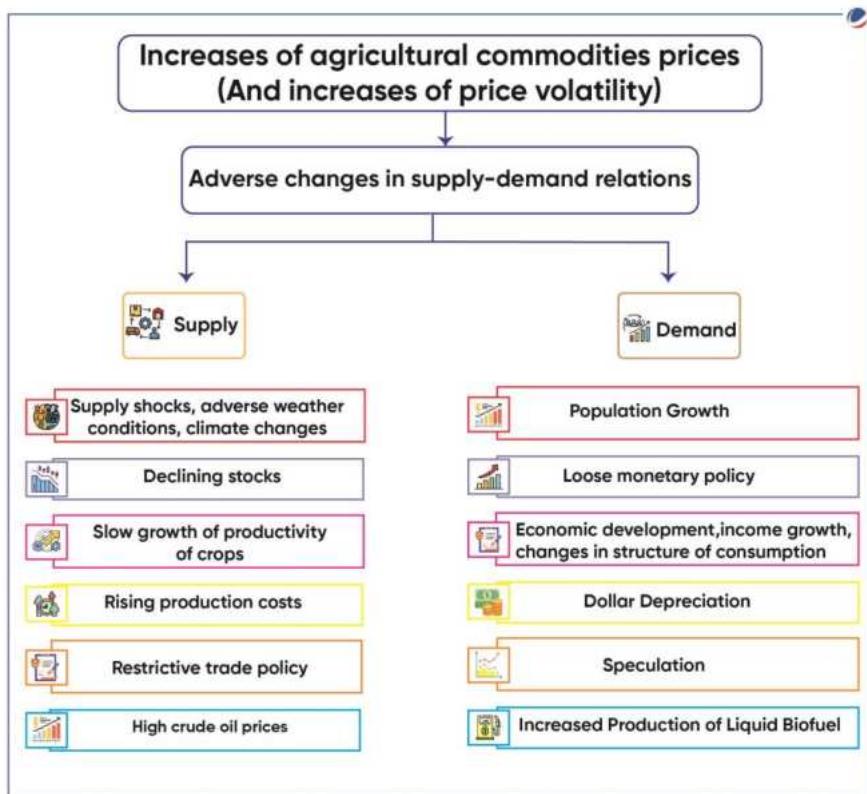 Increases of agricultural commodities prices
(And increases of price volatility)
Adverse changes in supply-demand relations
Supply
Supply shocks, adverse weather
conditions, climate changes
Declining stocks
Slow growth of productivity
of crops
Rising production costs
Restrictive trade policy
High crude oil prices
Demand
Population Growth
Loose monetary policy
Economic development,income growth,
changes in structure of consumption
Dollar Depreciation
Speculation
Increased Production of Liquid Biofuel